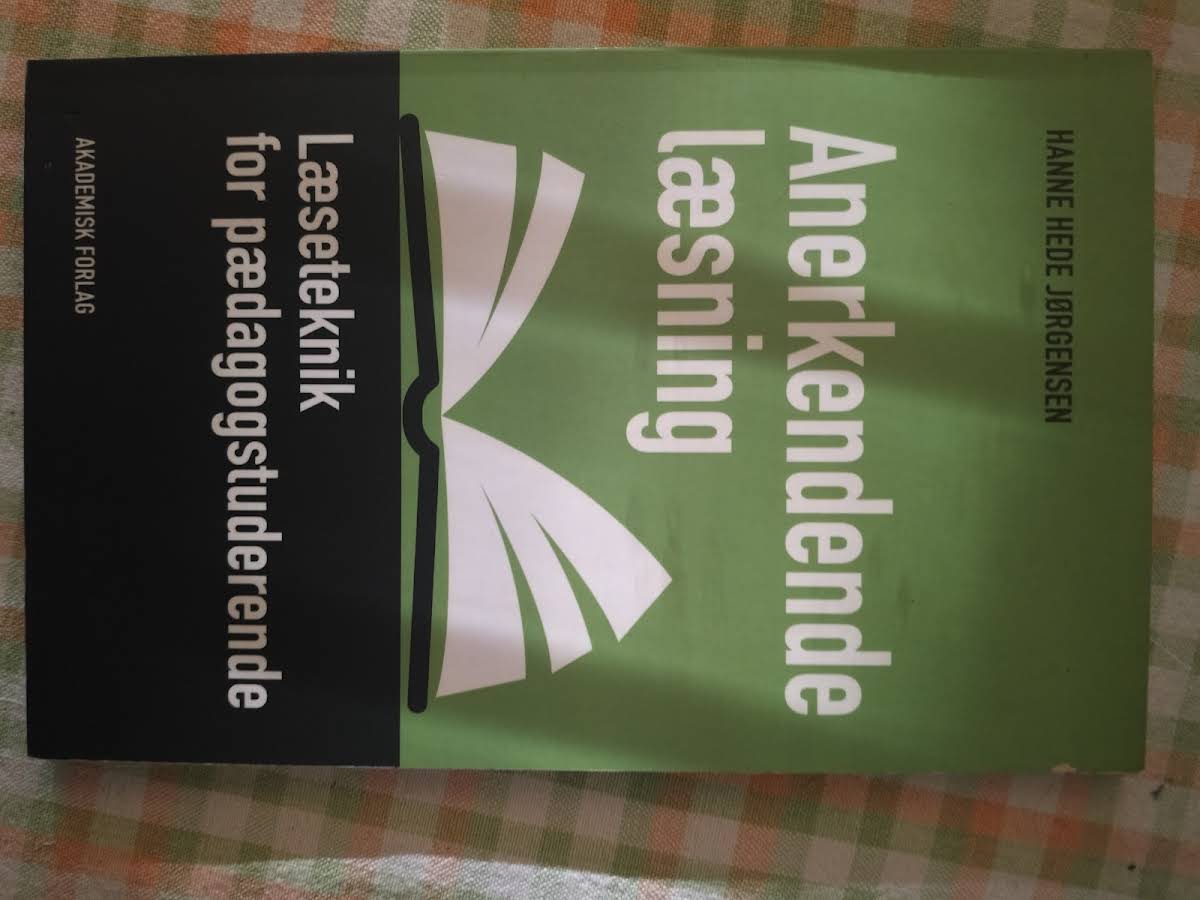 HANNE HEDE JØRGENSEN
Anerkendende
læsning
Læseteknik
for pædagogstuderende
AKADEMISK FORLAG